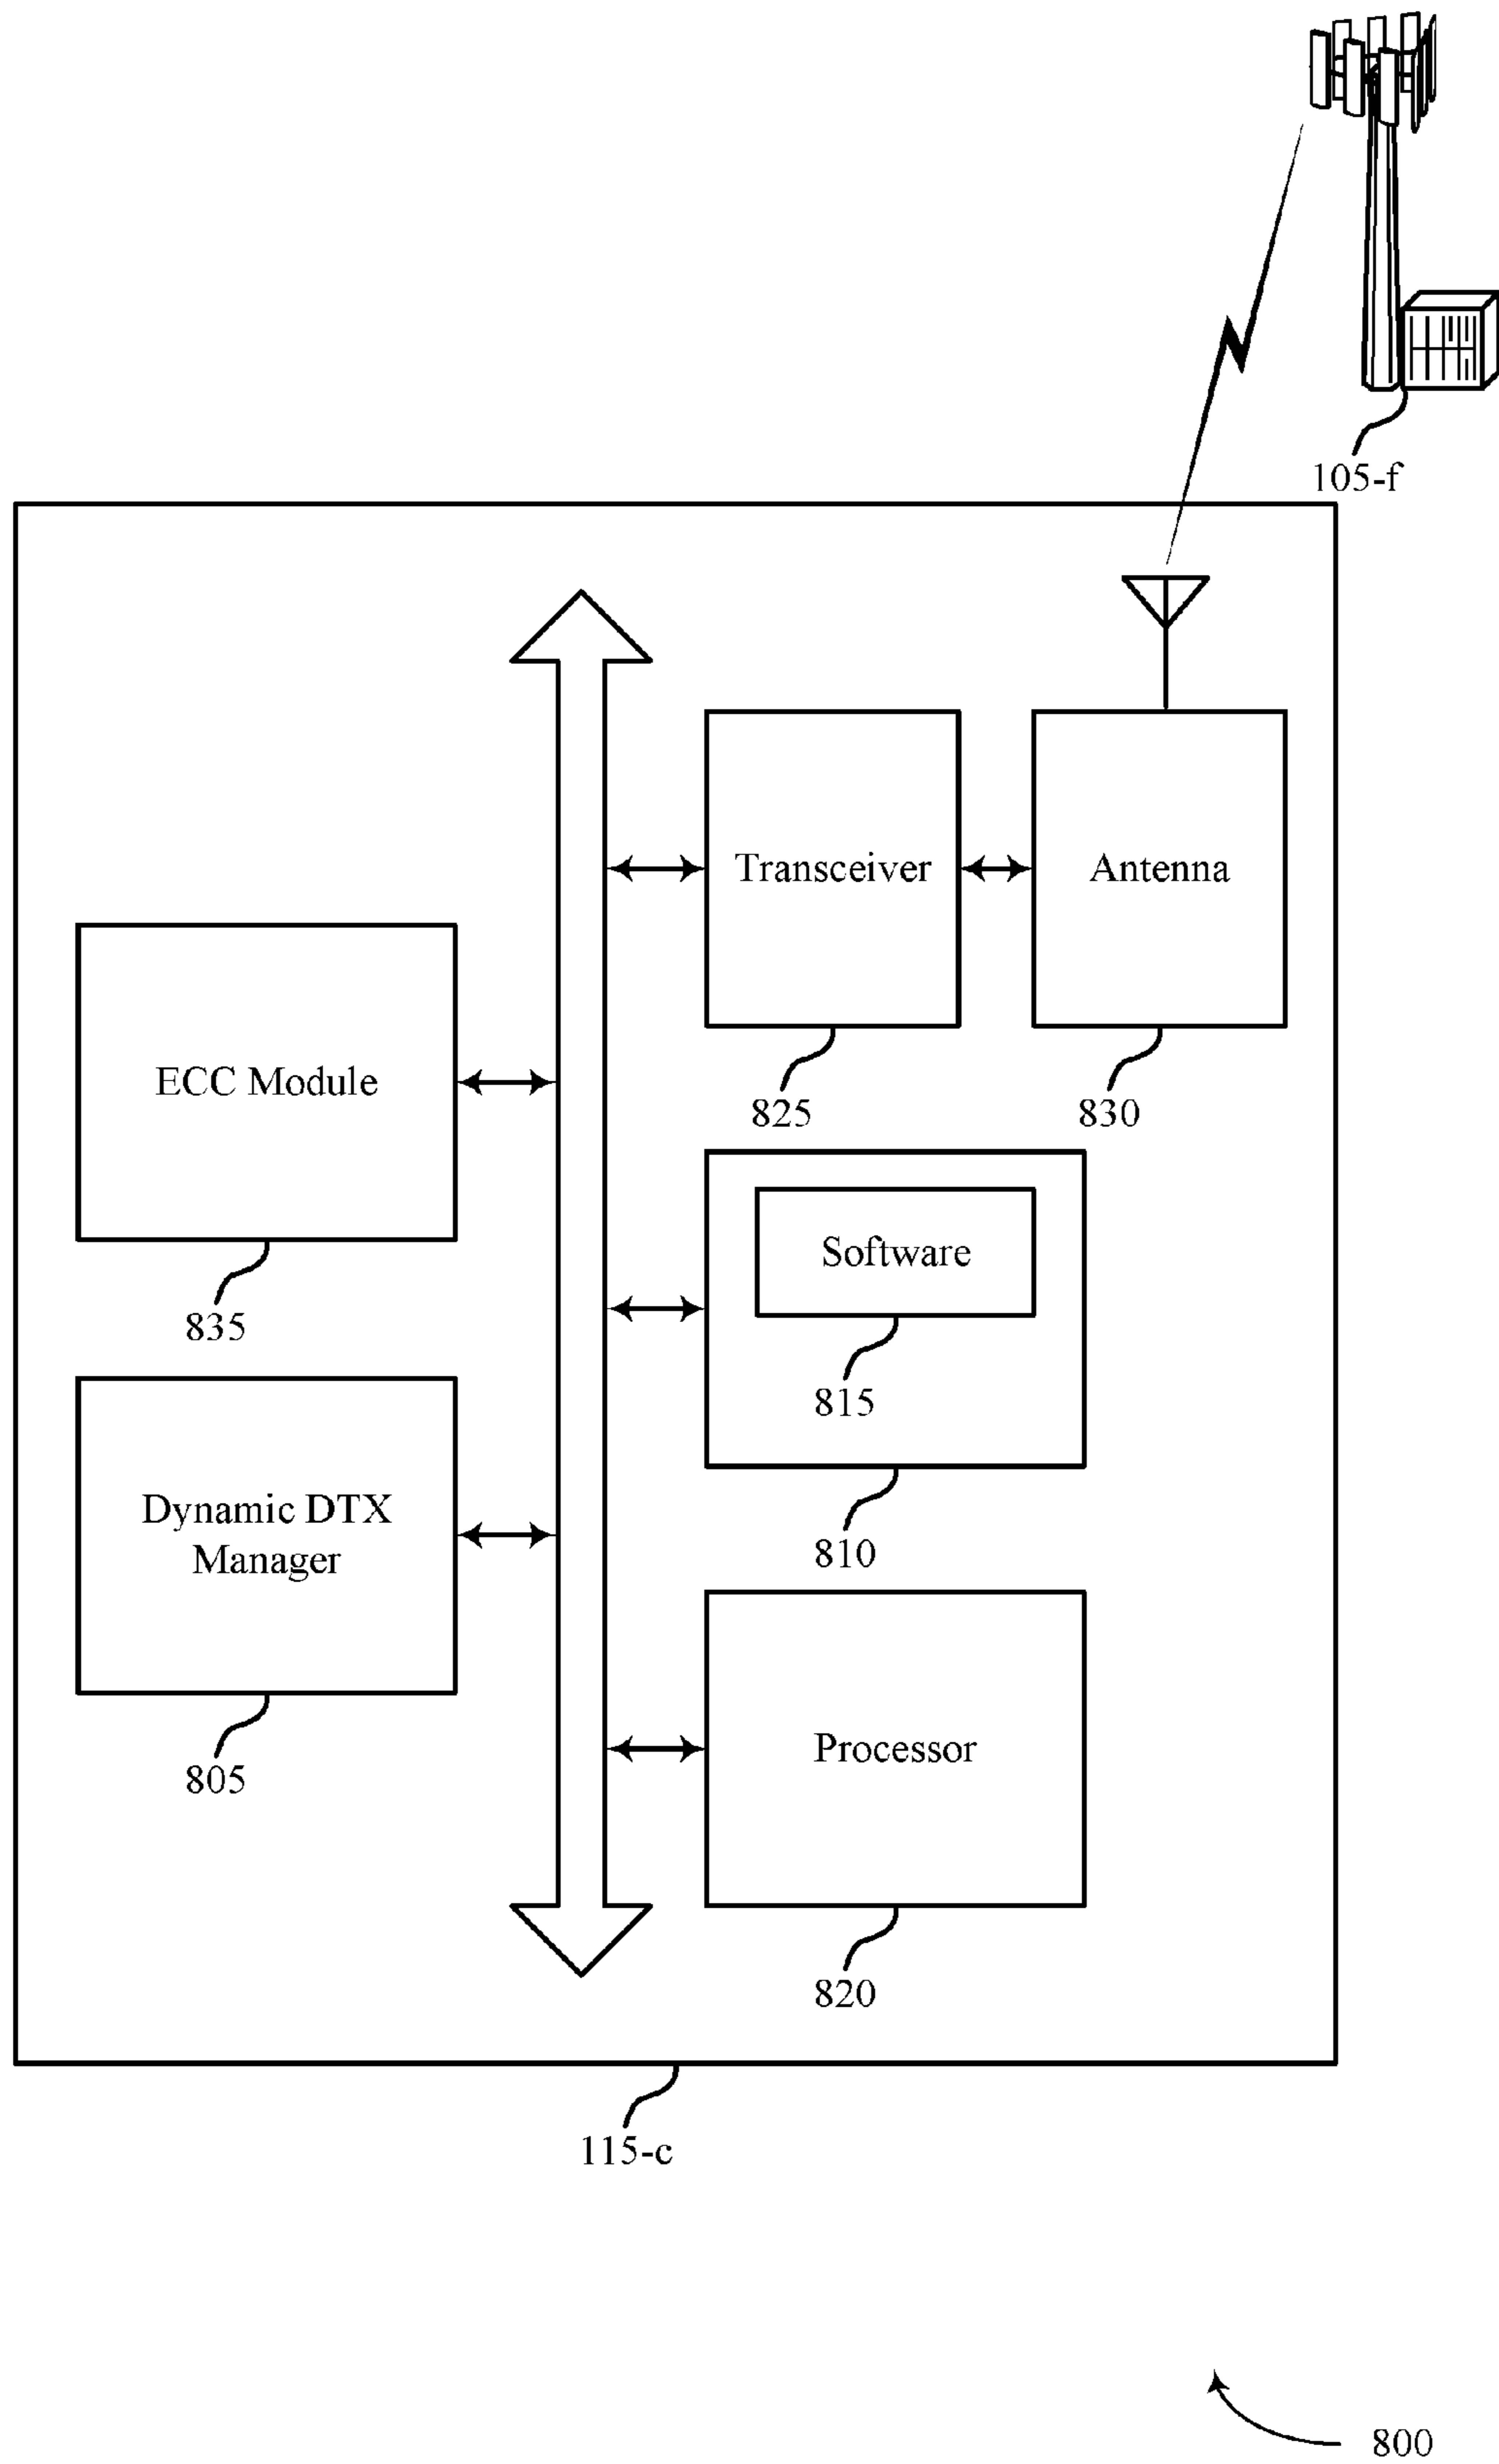 105-f
Transceiver
Antenna
825
830
ECC Module
835
Software
815
810
Dynamic DTX
Manager
805
Processor
820
115-c
800